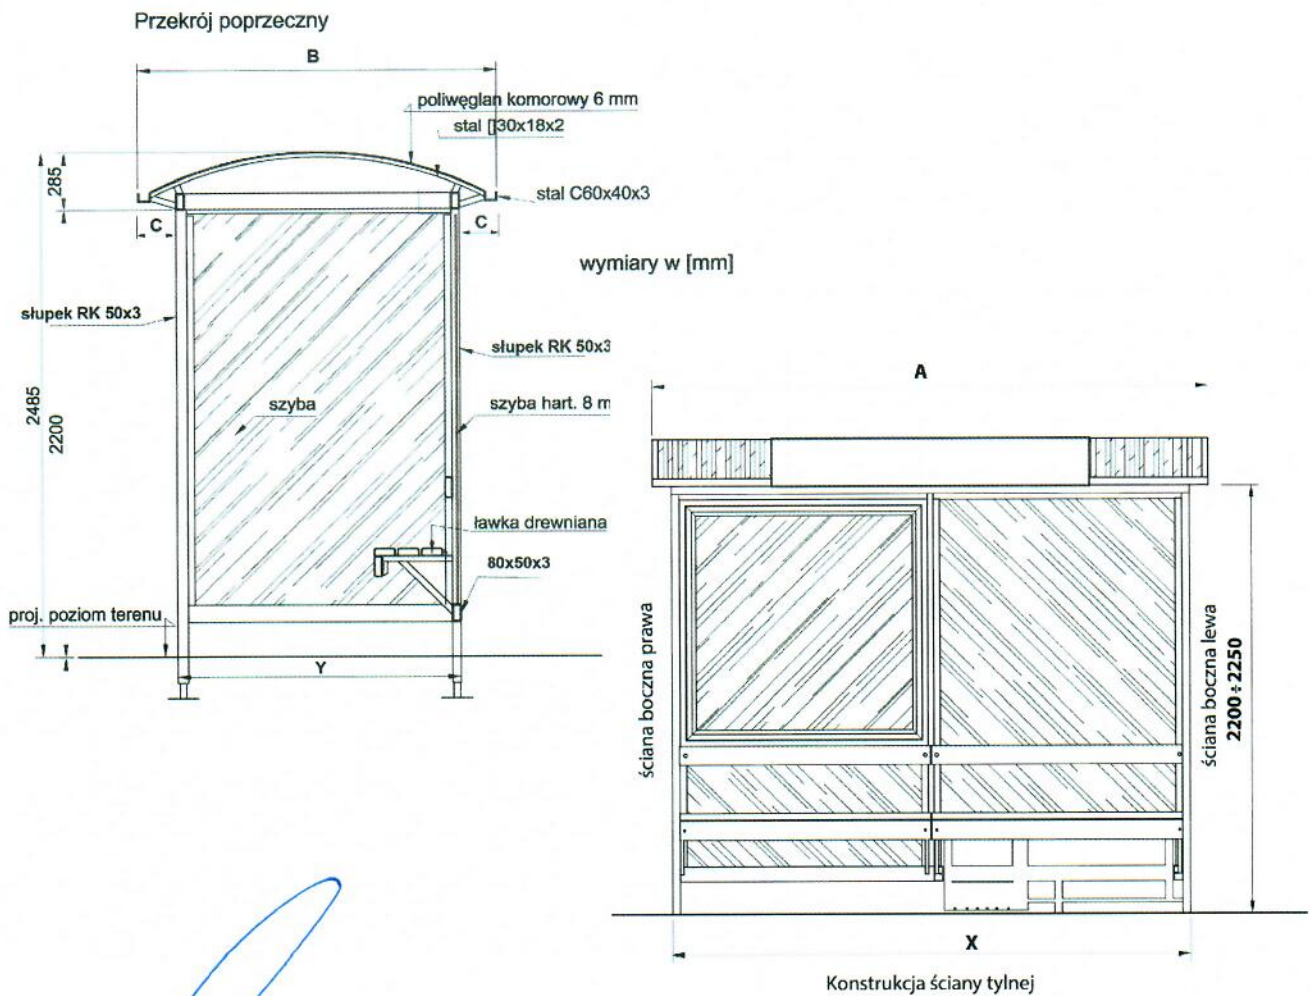 Przekrój poprzeczny
B
poliwęglan komorowy 6 mm
stal []30x18x2
285
stal C60x40x3
C
C
wymiary w [mm]
słupek RK 50x3
słupek RK 50x3
2485
2200
szyba
szyba hart. 8 m
ławka drewniana
80x50x3
proj. poziom terenu
Y
A
ściana boczna prawa
ściana boczna lewa
2200÷2250
X
Konstrukcja ściany tylnej